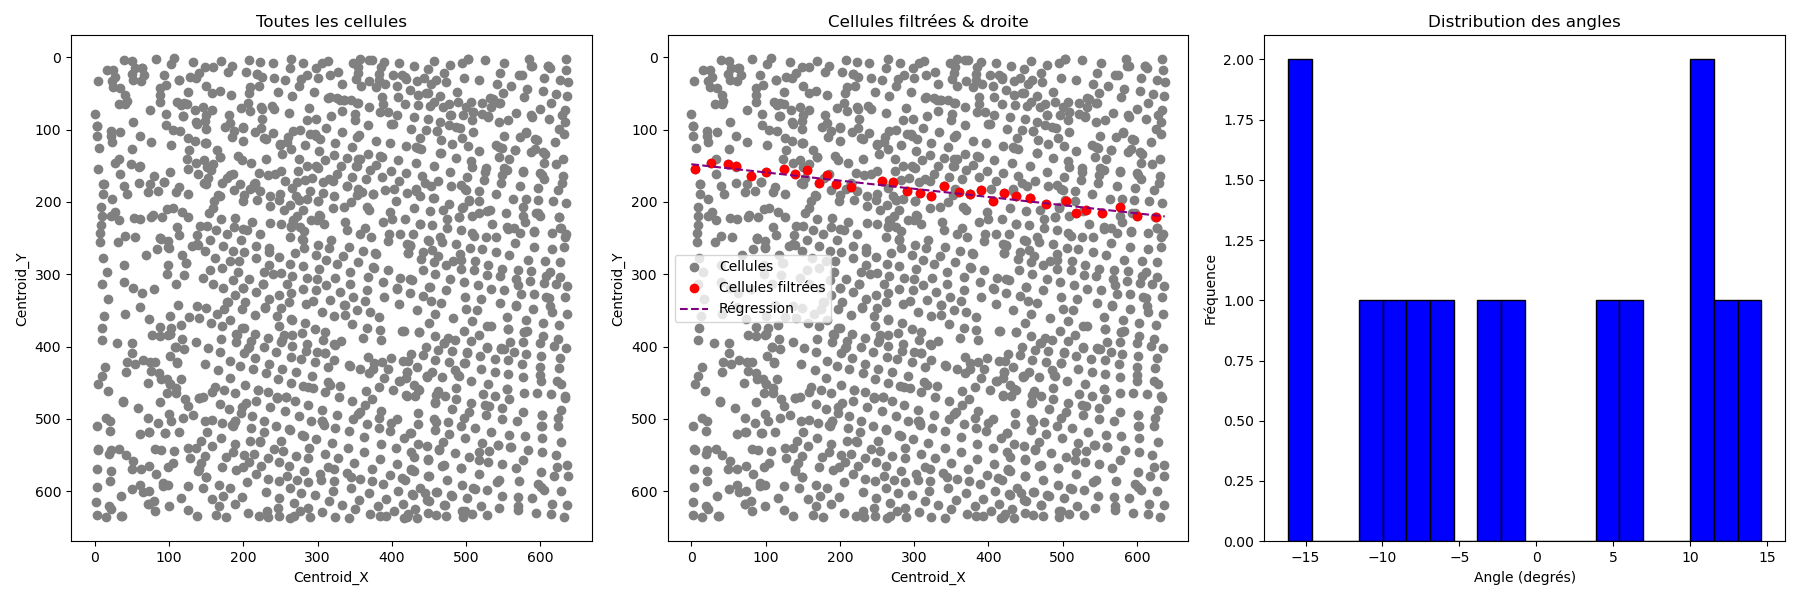 Toutes les cellules
0
100
200
300
400
500
600
Centroid_Y
0 100 200 300 400 500 600
Centroid_X
Cellules filtrées & droite
0
100
200
300
400
500
600
Centroid_Y
Cellules
Cellules filtrées
Régression
0 100 200 300 400 500 600
Centroid_X
Distribution des angles
2.00
1.75
1.50
1.25
1.00
0.75
0.50
0.25
0.00
Fréquence
−15 −10 −5 0 5 10 15
Angle (degrés)